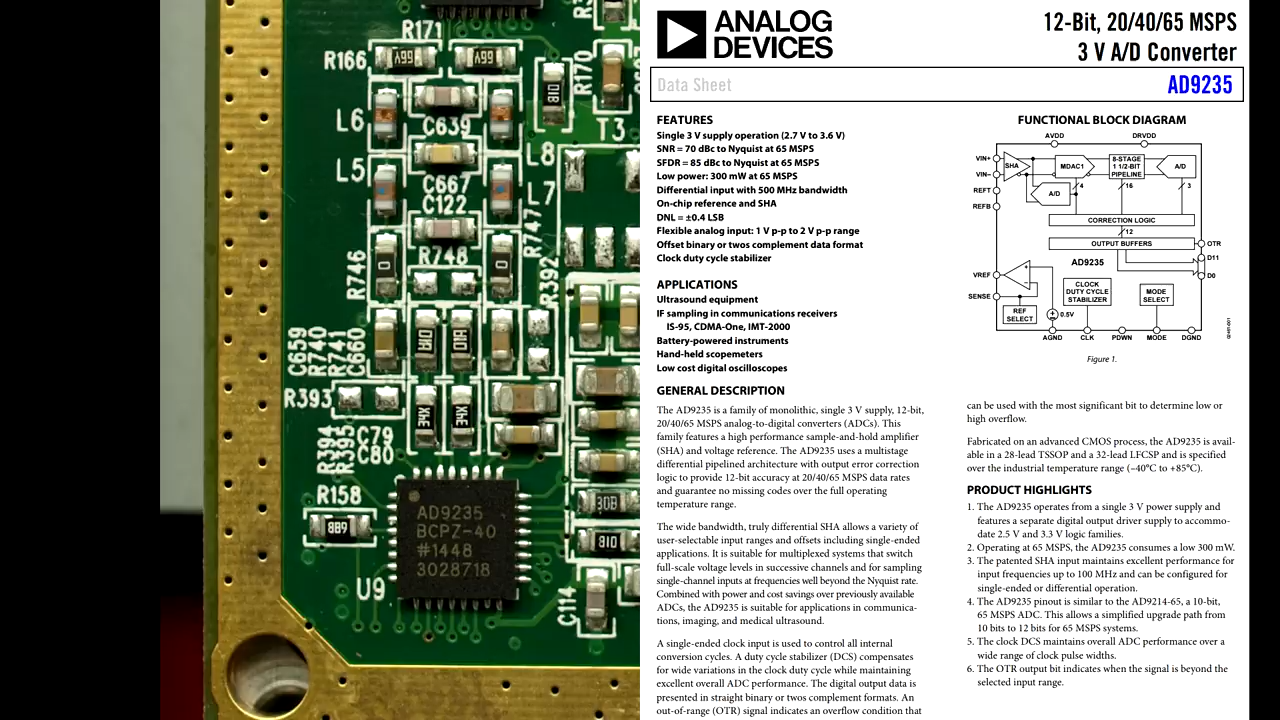 R171
R166
66Y
66Y
R170
01B
L6
C639
T3
L5
L8
C667
L7
C122
R747
R748
R746
0
0
R392
C659
R740
R741
C660
R393
R394
R395
C79
C80
R158
U9
C114
30B
AD9235
BCPZ-40
#1448
3028718
ANALOG
DEVICES
12-Bit, 20/40/65 MSPS
3 V A/D Converter
Data Sheet
AD9235
FEATURES
Single 3 V supply operation (2.7 V to 3.6 V)
SNR = 70 dBc to Nyquist at 65 MSPS
SFDR = 85 dBc to Nyquist at 65 MSPS
Low power: 300 mW at 65 MSPS
Differential input with 500 MHz bandwidth
On-chip reference and SHA
DNL = ±0.4 LSB
Flexible analog input: 1 V p-p to 2 V p-p range
Offset binary or twos complement data format
Clock duty cycle stabilizer
APPLICATIONS
Ultrasound equipment
IF sampling in communications receivers
IS-95, CDMA-One, IMT-2000
Battery-powered instruments
Hand-held scopemeters
Low cost digital oscilloscopes
GENERAL DESCRIPTION
The AD9235 is a family of monolithic, single 3 V supply, 12-bit,
20/40/65 MSPS analog-to-digital converters (ADCs). This
family features a high performance sample-and-hold amplifier
(SHA) and voltage reference. The AD9235 uses a multistage
differential pipelined architecture with output error correction
logic to provide 12-bit accuracy at 20/40/65 MSPS data rates
and guarantee no missing codes over the full operating
temperature range.
The wide bandwidth, truly differential SHA allows a variety of
user-selectable input ranges and offsets including single-ended
applications. It is suitable for multiplexed systems that switch
full-scale voltage levels in successive channels and for sampling
single-channel inputs at frequencies well beyond the Nyquist rate.
Combined with power and cost savings over previously available
ADCs, the AD9235 is suitable for applications in communica-
tions, imaging, and medical ultrasound.
A single-ended clock input is used to control all internal
conversion cycles. A duty cycle stabilizer (DCS) compensates
for wide variations in the clock duty cycle while maintaining
excellent overall ADC performance. The digital output data is
presented in straight binary or twos complement formats. An
out-of-range (OTR) signal indicates an overflow condition that
FUNCTIONAL BLOCK DIAGRAM
AVDD
DRVDD
VIN+
VIN–
REFT
REFB
SHA
MDAC1
8-STAGE
1 1/2-BIT
PIPELINE
A/D
A/D
4
16
3
CORRECTION LOGIC
12
OUTPUT BUFFERS
OTR
D11
D0
AD9235
VREF
SENSE
CLOCK
DUTY CYCLE
STABILIZER
MODE
SELECT
REF
SELECT
0.5V
AGND
CLK
PDWN
MODE
DGND
02461-001
Figure 1.
can be used with the most significant bit to determine low or
high overflow.
Fabricated on an advanced CMOS process, the AD9235 is avail-
able in a 28-lead TSSOP and a 32-lead LFCSP and is specified
over the industrial temperature range (–40°C to +85°C).
PRODUCT HIGHLIGHTS
1. The AD9235 operates from a single 3 V power supply and
features a separate digital output driver supply to accommo-
date 2.5 V and 3.3 V logic families.
2. Operating at 65 MSPS, the AD9235 consumes a low 300 mW.
3. The patented SHA input maintains excellent performance for
input frequencies up to 100 MHz and can be configured for
single-ended or differential operation.
4. The AD9235 pinout is similar to the AD9214-65, a 10-bit,
65 MSPS ADC. This allows a simplified upgrade path from
10 bits to 12 bits for 65 MSPS systems.
5. The clock DCS maintains overall ADC performance over a
wide range of clock pulse widths.
6. The OTR output bit indicates when the signal is beyond the
selected input range.